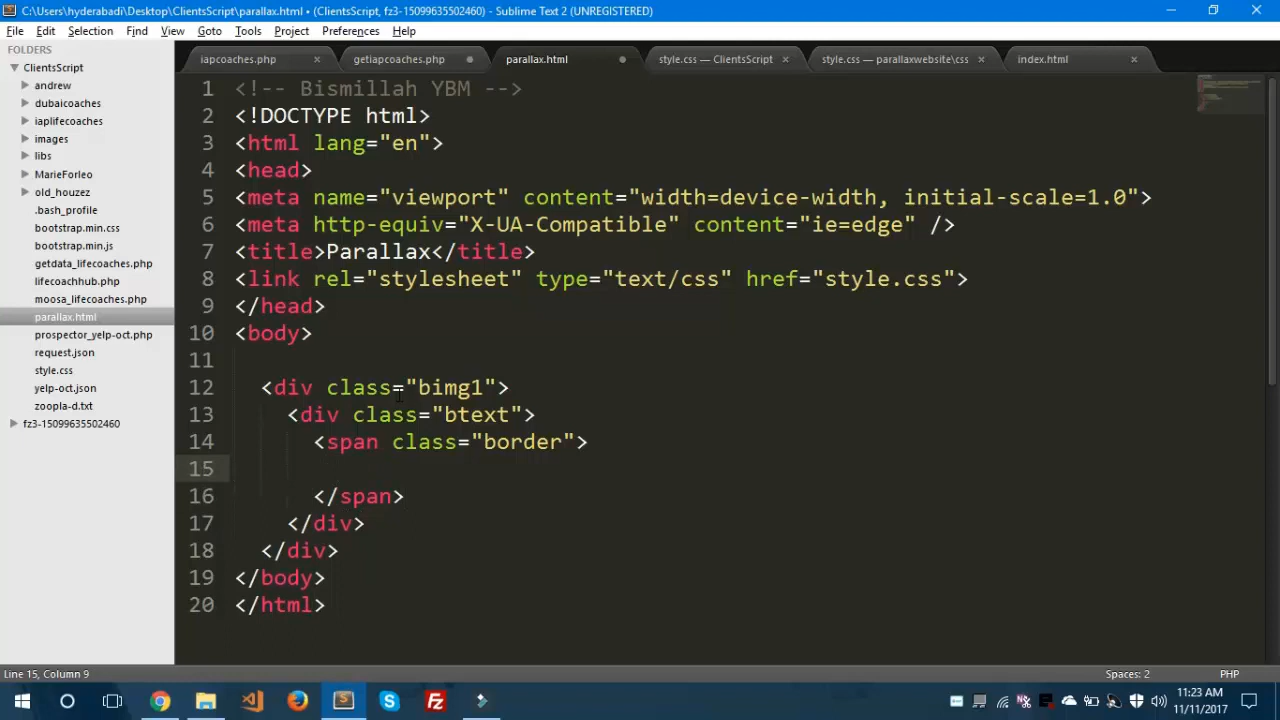 C:\Users\hyderabadi\Desktop\ClientsScript\parallax.html • (ClientsScript, fz3-15099635502460) - Sublime Text 2 (UNREGISTERED)
File Edit Selection Find View Goto Tools Project Preferences Help
FOLDERS
ClientsScript
andrew
dubaicoaches
iaplifecoaches
images
libs
MarieForleo
old_houzez
.bash_profile
bootstrap.min.css
bootstrap.min.js
getdata_lifecoaches.php
lifecoachhub.php
moosa_lifecoaches.php
parallax.html
prospector_yelp-oct.php
request.json
style.css
yelp-oct.json
zoopla-d.txt
fz3-15099635502460
iapcoaches.php × getiapcoaches.php parallax.html style.css — ClientsScript × style.css — parallaxwebsite\css × index.html ×
1 <!-- Bismillah YBM -->
2 <!DOCTYPE html>
3 <html lang="en">
4 <head>
5 <meta name="viewport" content="width=device-width, initial-scale=1.0">
6 <meta http-equiv="X-UA-Compatible" content="ie=edge" />
7 <title>Parallax</title>
8 <link rel="stylesheet" type="text/css" href="style.css">
9 </head>
10 <body>
11
12 <div class="bimg1">
13 <div class="btext">
14 <span class="border">
15
16 </span>
17 </div>
18 </div>
19 </body>
20 </html>
Line 15, Column 9 Spaces: 2 PHP
11:23 AM
11/11/2017